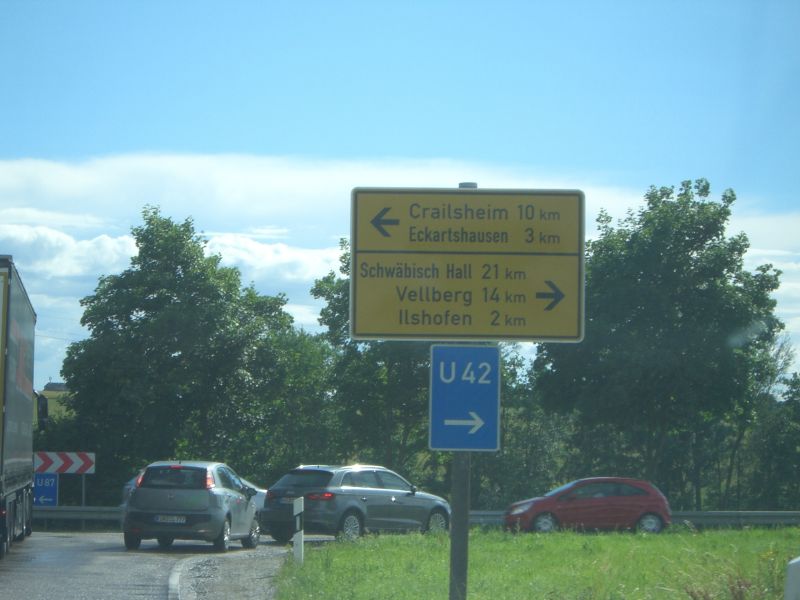 Crailsheim 10 km
Eckartshausen 3 km
Schwäbisch Hall 21 km
Vellberg 14 km
Ilshofen 2 km
U 42
U 87